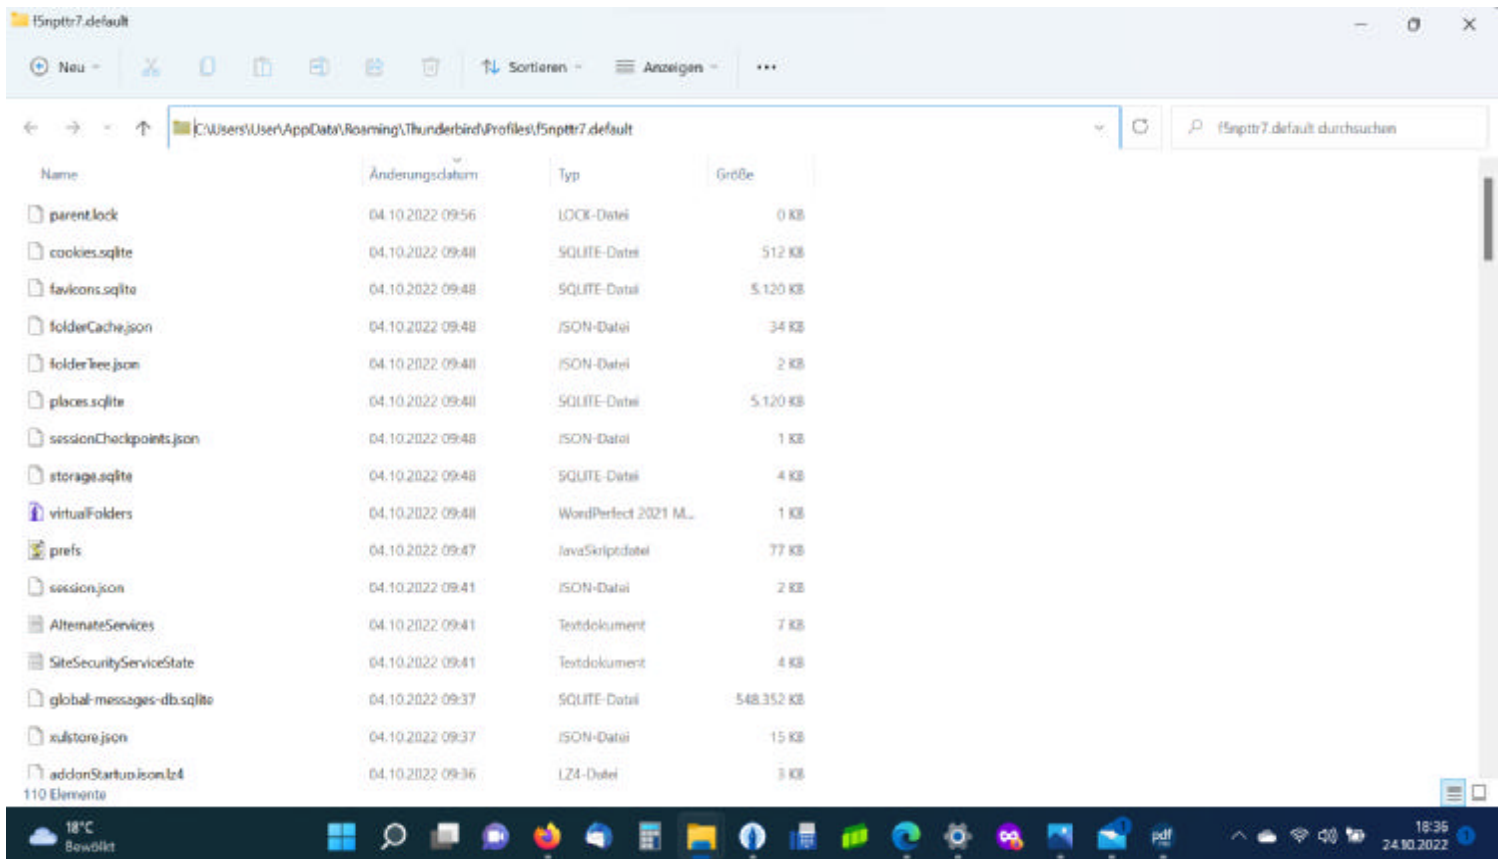 f5npttr7.default
Neu
Sortieren
Anzeigen
C:\Users\User\AppData\Roaming\Thunderbird\Profiles\f5npttr7.default
f5npttr7.default durchsuchen
Name Änderungsdatum Typ Größe
parent.lock 04.10.2022 09:56 LOCK-Datei 0 KB
cookies.sqlite 04.10.2022 09:48 SQLITE-Datei 512 KB
favicons.sqlite 04.10.2022 09:48 SQLITE-Datei 5.120 KB
folderCache.json 04.10.2022 09:48 JSON-Datei 34 KB
folderTree.json 04.10.2022 09:48 JSON-Datei 2 KB
places.sqlite 04.10.2022 09:48 SQLITE-Datei 5.120 KB
sessionCheckpoints.json 04.10.2022 09:48 JSON-Datei 1 KB
storage.sqlite 04.10.2022 09:48 SQLITE-Datei 4 KB
virtualFolders 04.10.2022 09:48 WordPerfect 2021 M... 1 KB
prefs 04.10.2022 09:47 JavaSkriptdatei 77 KB
session.json 04.10.2022 09:41 JSON-Datei 2 KB
AlternateServices 04.10.2022 09:41 Textdokument 7 KB
SiteSecurityServiceState 04.10.2022 09:41 Textdokument 4 KB
global-messages-db.sqlite 04.10.2022 09:37 SQLITE-Datei 548.352 KB
xulstore.json 04.10.2022 09:37 JSON-Datei 15 KB
addonStartup.json.lz4 04.10.2022 09:36 LZ4-Datei 3 KB
110 Elemente
18°C
Bewölkt
pdf
18:36
24.10.2022